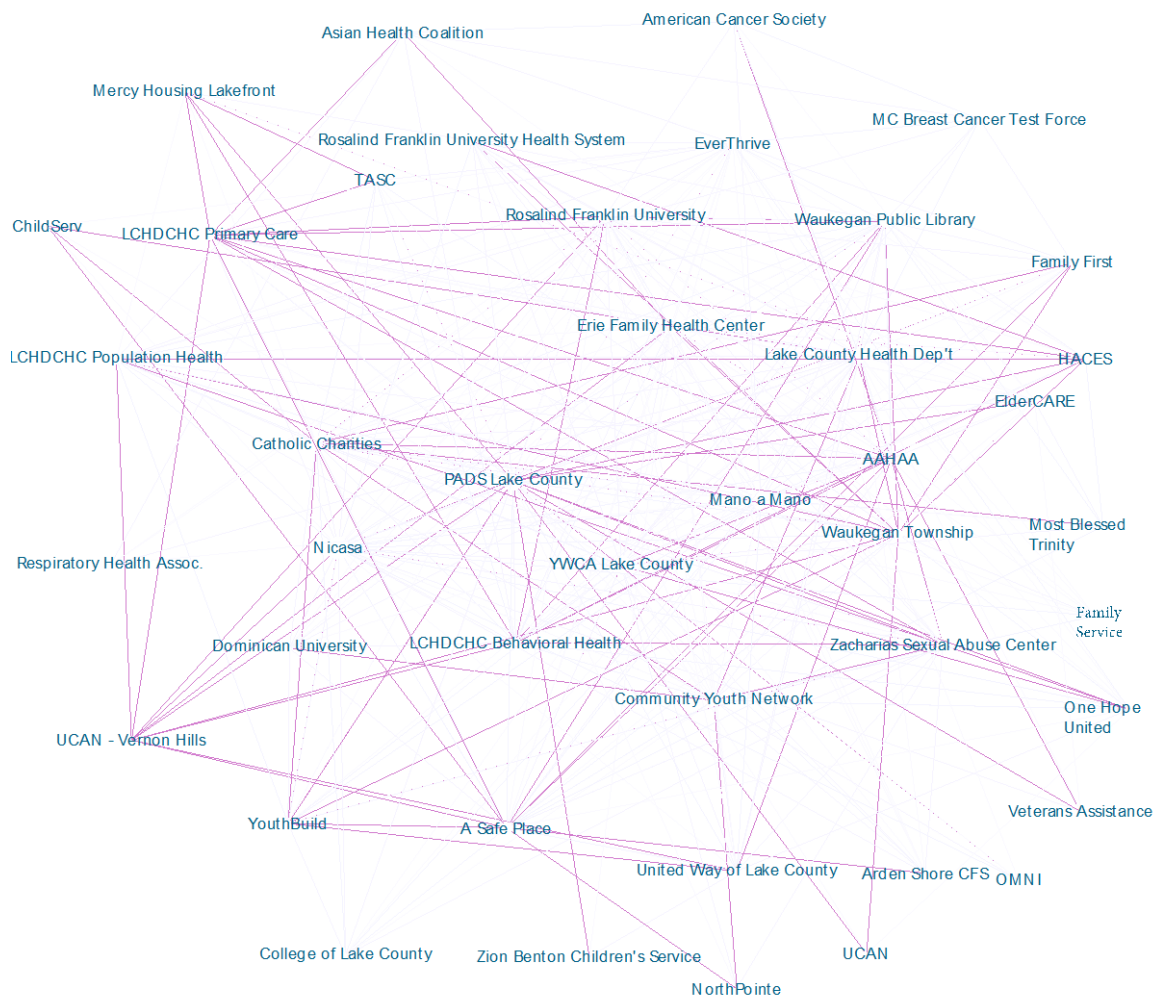 American Cancer Society
Asian Health Coalition
Mercy Housing Lakefront
MC Breast Cancer Test Force
Rosalind Franklin University Health System
EverThrive
TASC
Rosalind Franklin University
Waukegan Public Library
ChildServ
LCHDCHC Primary Care
Family First
Erie Family Health Center
Lake County Health Dep't
LCHDCHC Population Health
HACES
ElderCARE
Catholic Charities
AAHAA
PADS Lake County
Mano a Mano
Most Blessed
Trinity
Waukegan Township
Nicasa
Respiratory Health Assoc.
YWCA Lake County
Family
Service
Dominican University
LCHDCHC Behavioral Health
Zacharias Sexual Abuse Center
Community Youth Network
One Hope
United
UCAN - Vernon Hills
Veterans Assistance
YouthBuild
A Safe Place
United Way of Lake County
Arden Shore CFS
OMNI
College of Lake County
Zion Benton Children's Service
UCAN
NorthPointe